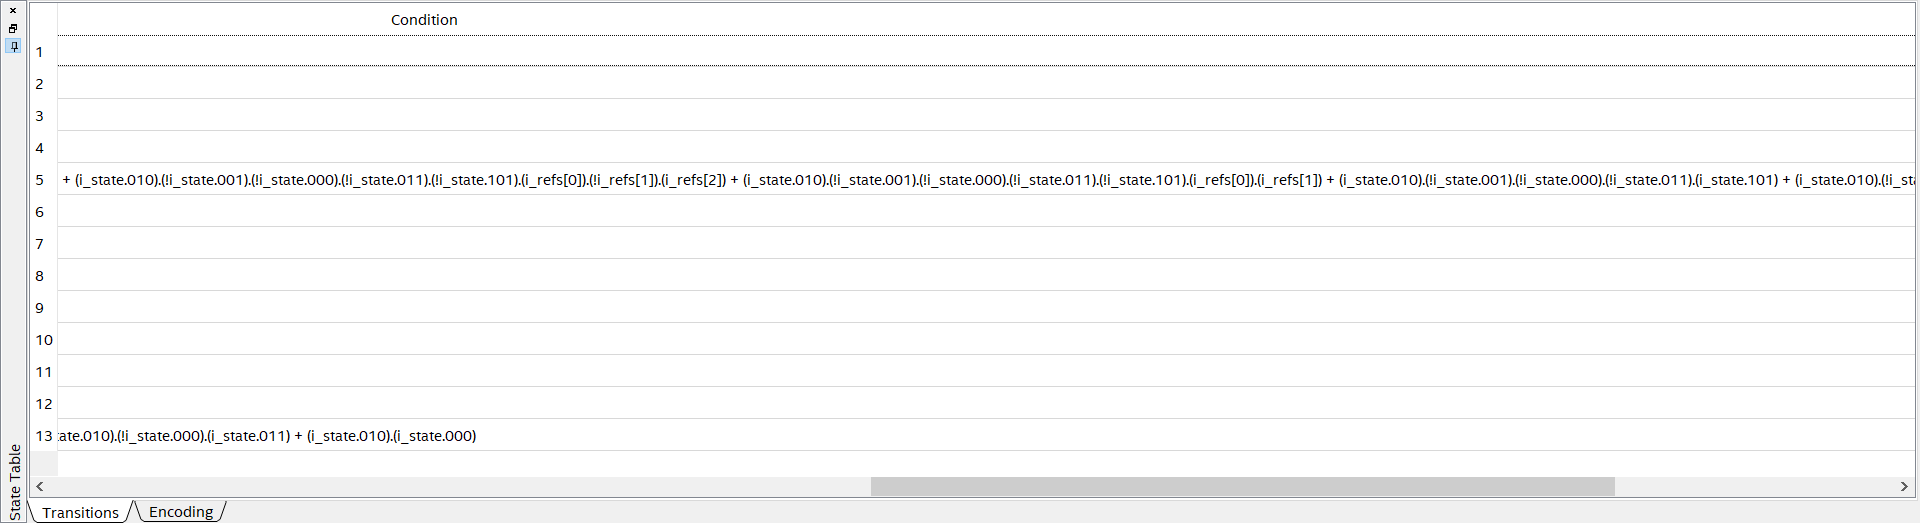 Condition
1
2
3
4
5 + (i_state.010).(!i_state.001).(!i_state.000).(!i_state.011).(!i_state.101).(i_refs[0]).(!i_refs[1]).(i_refs[2]) + (i_state.010).(!i_state.001).(!i_state.000).(!i_state.011).(!i_state.101).(i_refs[0]).(i_refs[1]) + (i_state.010).(!i_state.001).(!i_state.000).(!i_state.011).(i_state.101) + (i_state.010).(!i_st
6
7
8
9
10
11
12
13 ate.010).(!i_state.000).(i_state.011) + (i_state.010).(i_state.000)
State Table
Transitions Encoding